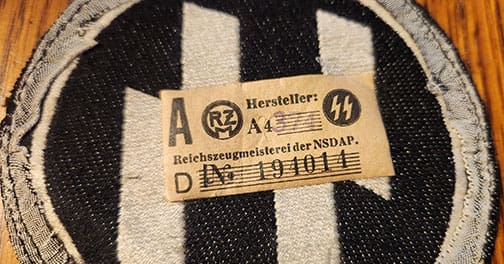 A RZM Hersteller:
A4
Reichszeugmeisterei der NSDAP.
D No 194014